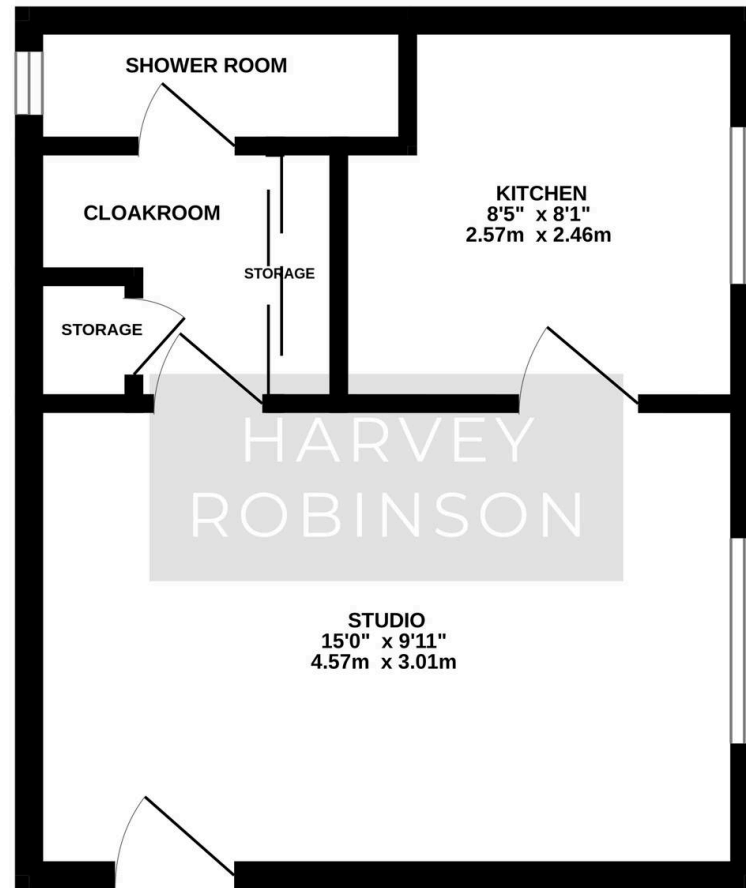 SHOWER ROOM
KITCHEN
8'5" x 8'1"
2.57m x 2.46m
CLOAKROOM
STORAGE
STORAGE
HARVEY
ROBINSON
STUDIO
15'0" x 9'11"
4.57m x 3.01m